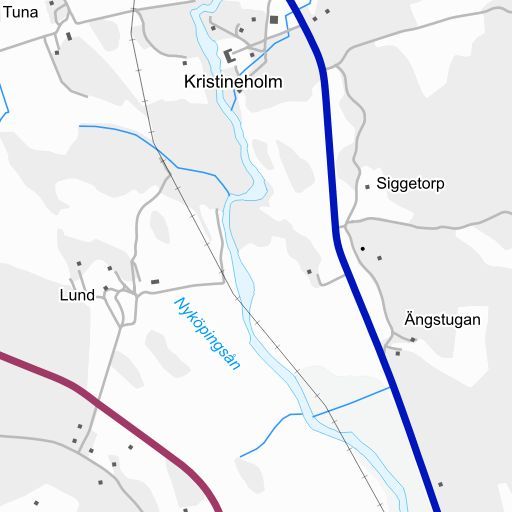 Tuna
Kristineholm
Siggetorp
Lund
Nyköpingsån
Ängstugan